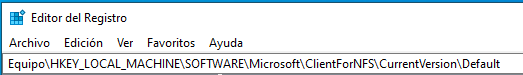 Editor del Registro
Archivo Edición Ver Favoritos Ayuda
Equipo\HKEY_LOCAL_MACHINE\SOFTWARE\Microsoft\ClientForNFS\CurrentVersion\Default